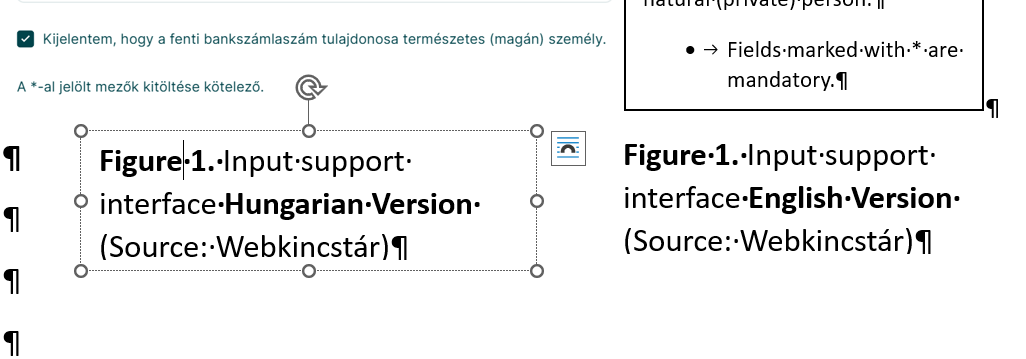 natural·(private)·person.¶
Kijelentem, hogy a fenti bankszámlaszám tulajdonosa természetes (magán) személy.
•→Fields·marked·with·*·are·
mandatory.¶
A *-al jelölt mezők kitöltése kötelező.
¶
¶
Figure·1.·Input·support·
interface·Hungarian·Version·
(Source:·Webkincstár)¶
Figure·1.·Input·support·
interface·English·Version·
(Source:·Webkincstár)¶
¶
¶
¶